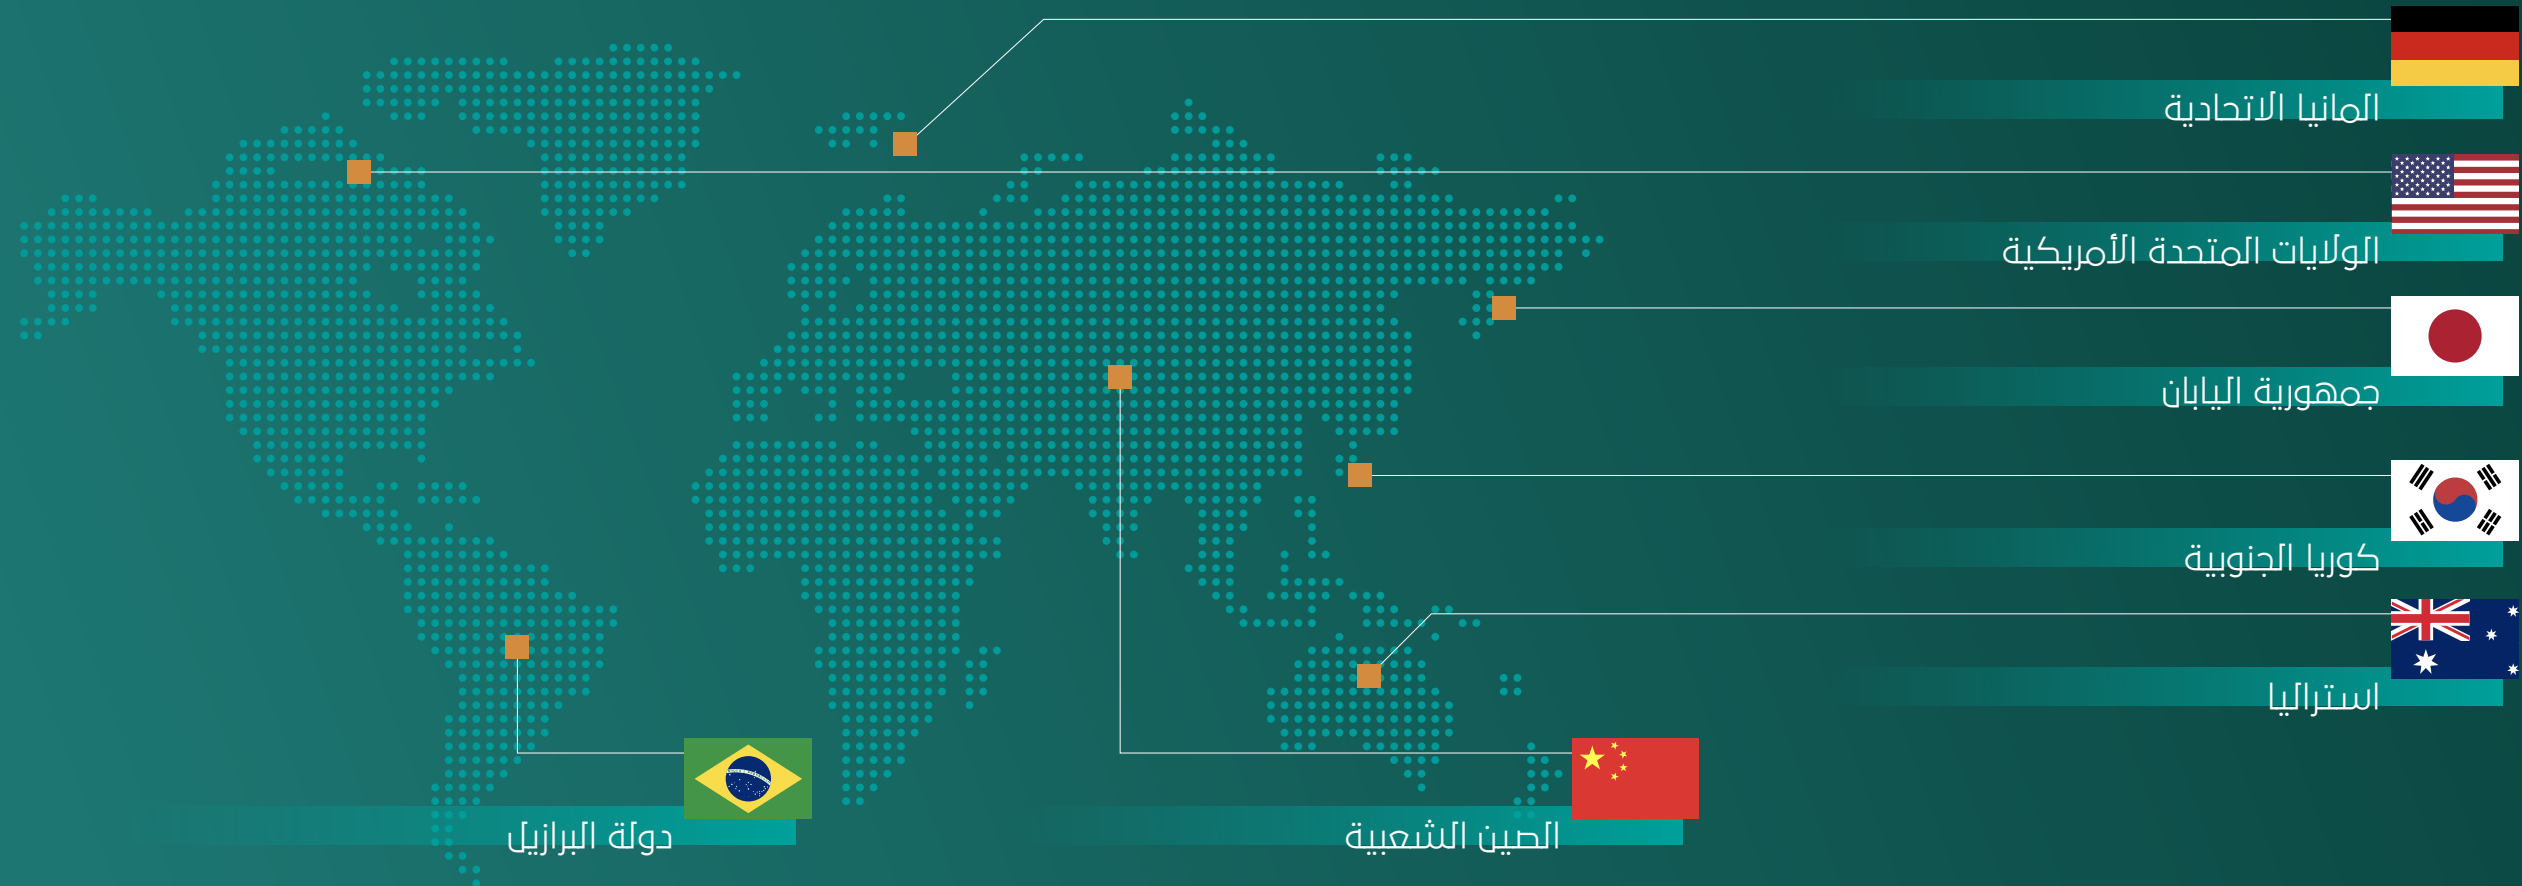 المانيا الاتحادية
الولايات المتحدة الأمريكية
جمهورية اليابان
كوريا الجنوبية
استراليا
الصين الشعبية
دولة البرازيل